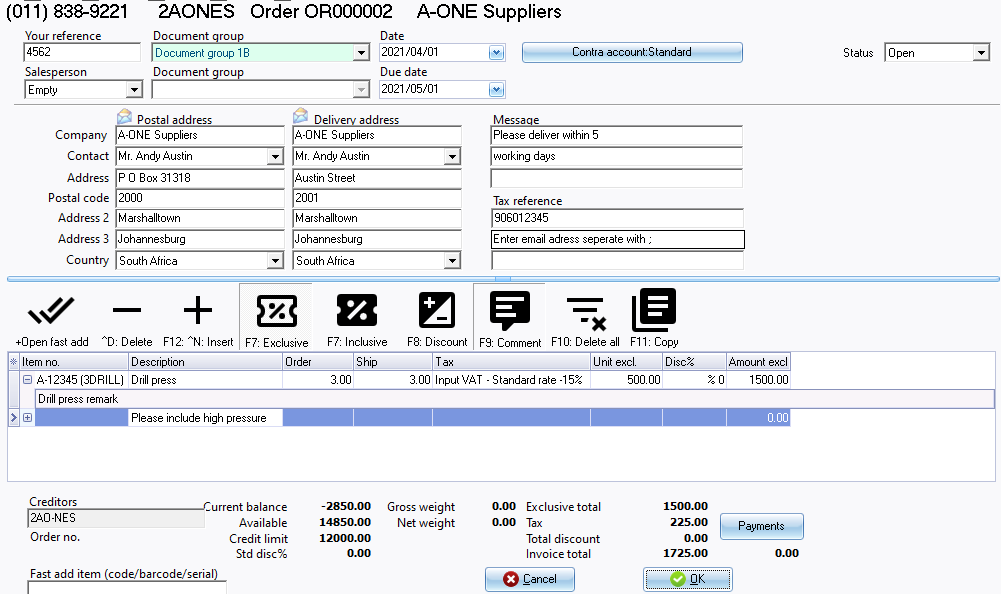 (011) 838-9221 2AONES Order OR000002 A-ONE Suppliers
Your reference Document group Date
4562 Document group 1B 2021/04/01 Contra account:Standard Status Open
Salesperson Document group Due date
Empty 2021/05/01
Postal address Delivery address Message
Company A-ONE Suppliers A-ONE Suppliers Please deliver within 5
Contact Mr. Andy Austin Mr. Andy Austin working days
Address P O Box 31318 Austin Street
Postal code 2000 2001 Tax reference
Address 2 Marshalltown Marshalltown 906012345
Address 3 Johannesburg Johannesburg Enter email adress seperate with ;
Country South Africa South Africa
+Open fast add ^D: Delete F12: ^N: Insert F7: Exclusive F7: Inclusive F8: Discount F9: Comment F10: Delete all F11: Copy
Item no. Description Order Ship Tax Unit excl. Disc% Amount excl
A-12345 (3DRILL) Drill press 3.00 3.00 Input VAT - Standard rate -15% 500.00 % 0 1500.00
Drill press remark
Please include high pressure 0.00
Creditors Current balance -2850.00 Gross weight 0.00 Exclusive total 1500.00
2AO-NES Available 14850.00 Net weight 0.00 Tax 225.00 Payments
Order no. Credit limit 12000.00 Total discount 0.00
Std disc% 0.00 Invoice total 1725.00 0.00
Fast add item (code/barcode/serial) Cancel OK